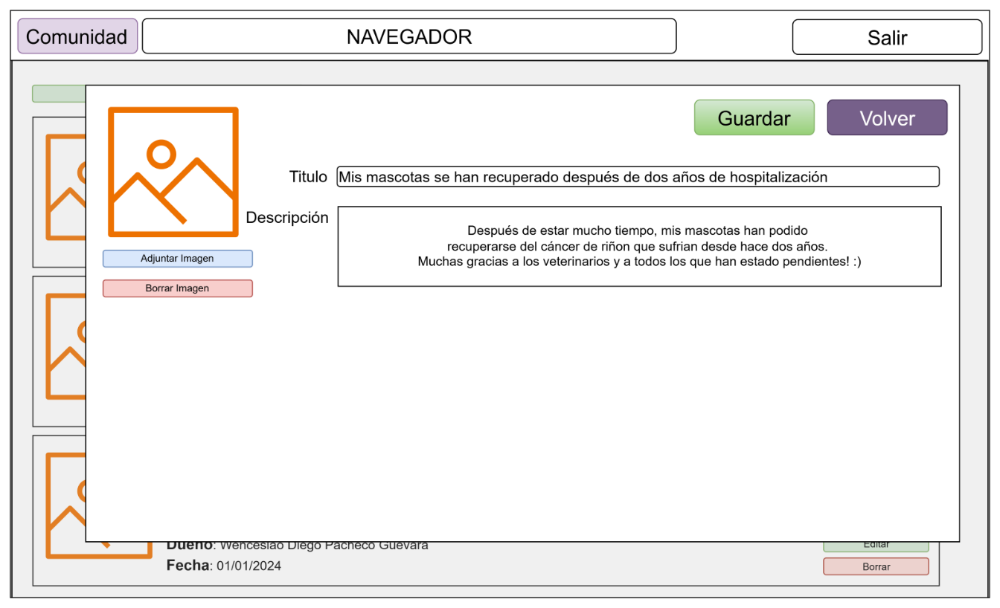 Comunidad
NAVEGADOR
Salir
Guardar
Volver
Titulo
Mis mascotas se han recuperado después de dos años de hospitalización
Descripción
Después de estar mucho tiempo, mis mascotas han podido
recuperarse del cáncer de riñon que sufrian desde hace dos años.
Muchas gracias a los veterinarios y a todos los que han estado pendientes! :)
Adjuntar Imagen
Borrar Imagen
Dueño: Wenceslao Diego Pacheco Guevara
Editar
Fecha: 01/01/2024
Borrar